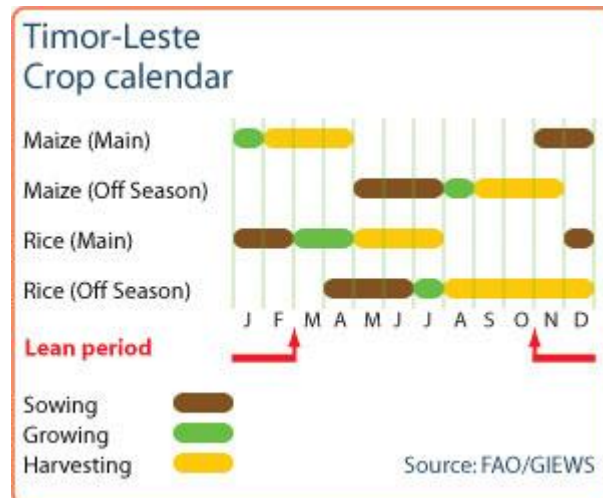 Timor-Leste
Crop calendar
Maize (Main)
Maize (Off Season)
Rice (Main)
Rice (Off Season)
J F M A M J J A S O N D
Lean period
Sowing
Growing
Harvesting
Source: FAO/GIEWS